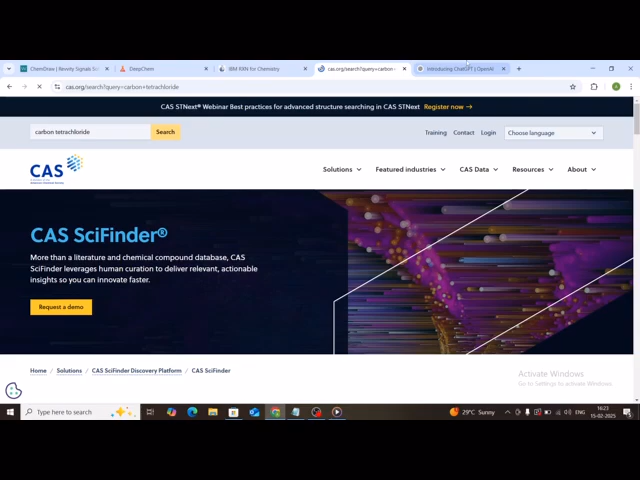 ChemDraw | Revvity Signals So
DeepChem
IBM RXN for Chemistry
cas.org/search?query=carbon+
Introducing ChatGPT | OpenAI
cas.org/search?query=carbon+tetrachloride
CAS STNext® Webinar Best practices for advanced structure searching in CAS STNext Register now →
carbon tetrachloride
Search
Training
Contact
Login
Choose language
CAS
Solutions
Featured industries
CAS Data
Resources
About
CAS SciFinder®
More than a literature and chemical compound database, CAS
SciFinder leverages human curation to deliver relevant, actionable
insights so you can innovate faster.
Request a demo
Home / Solutions / CAS SciFinder Discovery Platform / CAS SciFinder
Activate Windows
Go to Settings to activate Windows.
Type here to search
29°C Sunny
ENG
16:23
15-02-2025